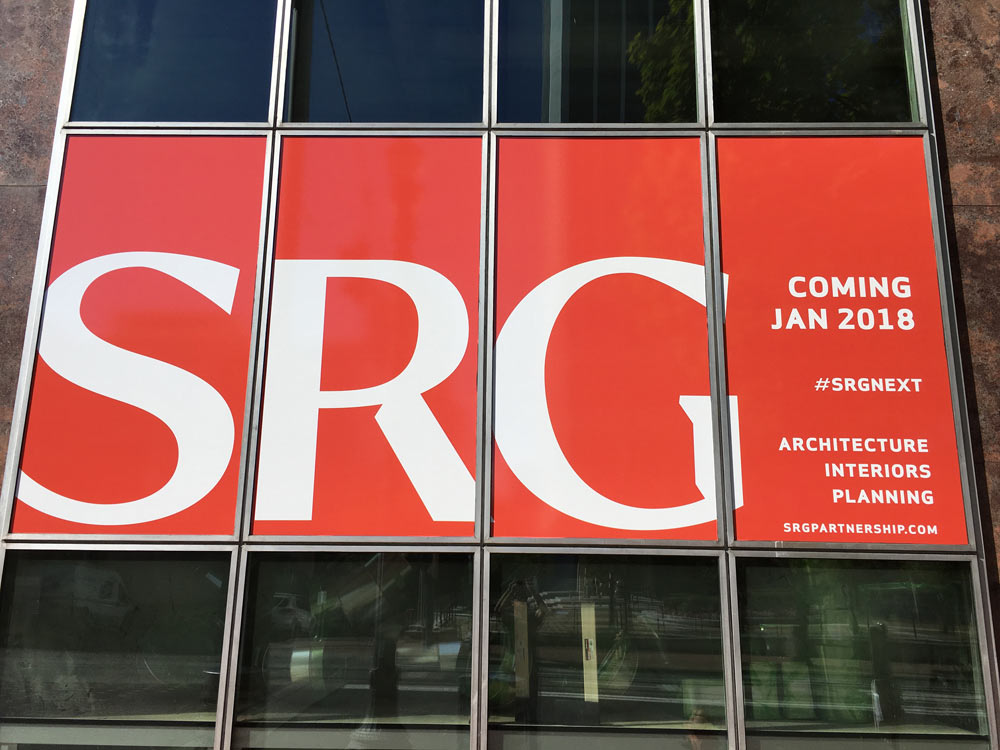 SRG
COMING
JAN 2018
#SRGNEXT
ARCHITECTURE
INTERIORS
PLANNING
SRGPARTNERSHIP.COM